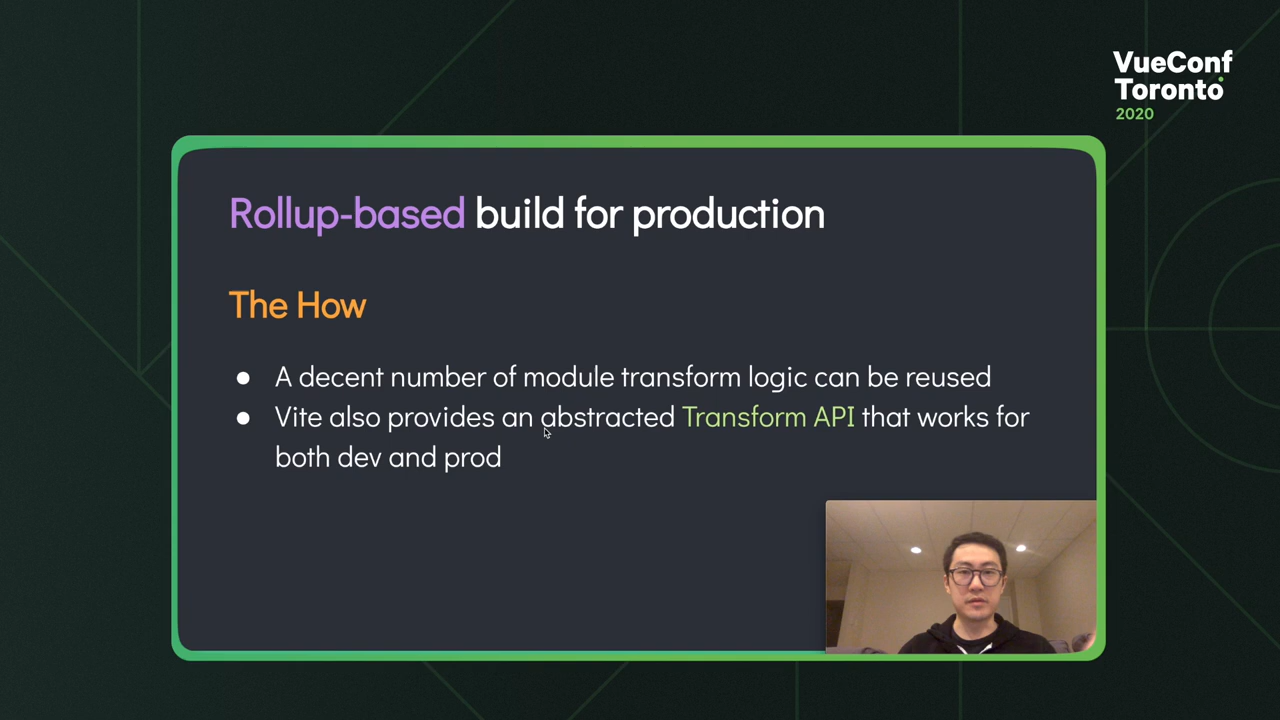 VueConf
Toronto
2020
Rollup-based build for production
The How
● A decent number of module transform logic can be reused
● Vite also provides an abstracted Transform API that works for
both dev and prod